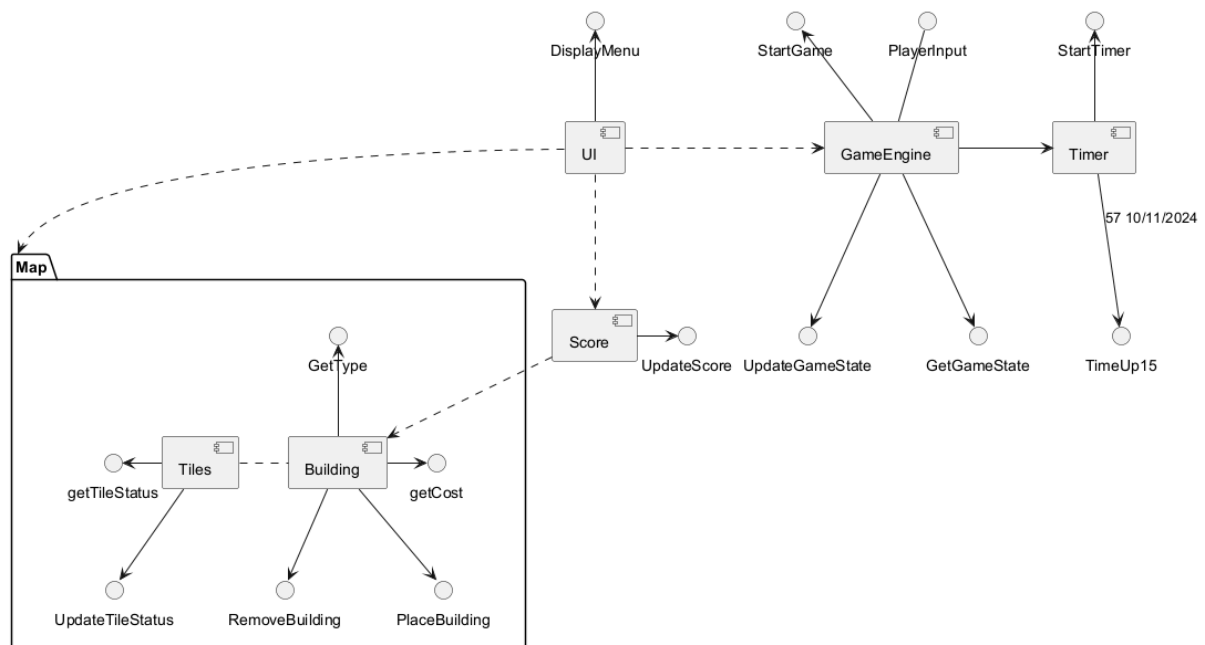 DisplayMenu
StartGame
PlayerInput
StartTimer
UI
GameEngine
Timer
57 10/11/2024
Map
Score
GetType
UpdateScore
UpdateGameState
GetGameState
TimeUp15
Tiles
Building
getTileStatus
getCost
UpdateTileStatus
RemoveBuilding
PlaceBuilding